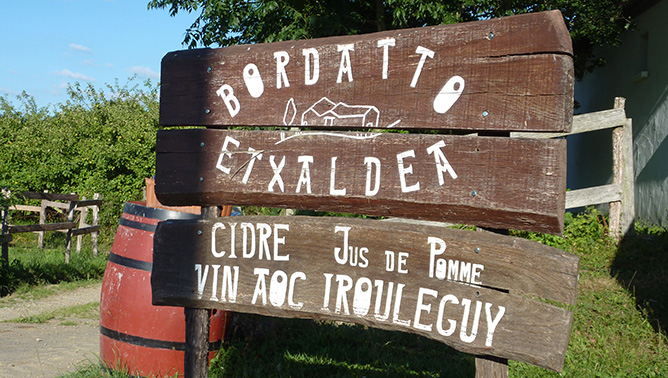 BORDATTO
ETXALDEA
CIDRE JUS DE POMME
VIN AOC IROULEGUY